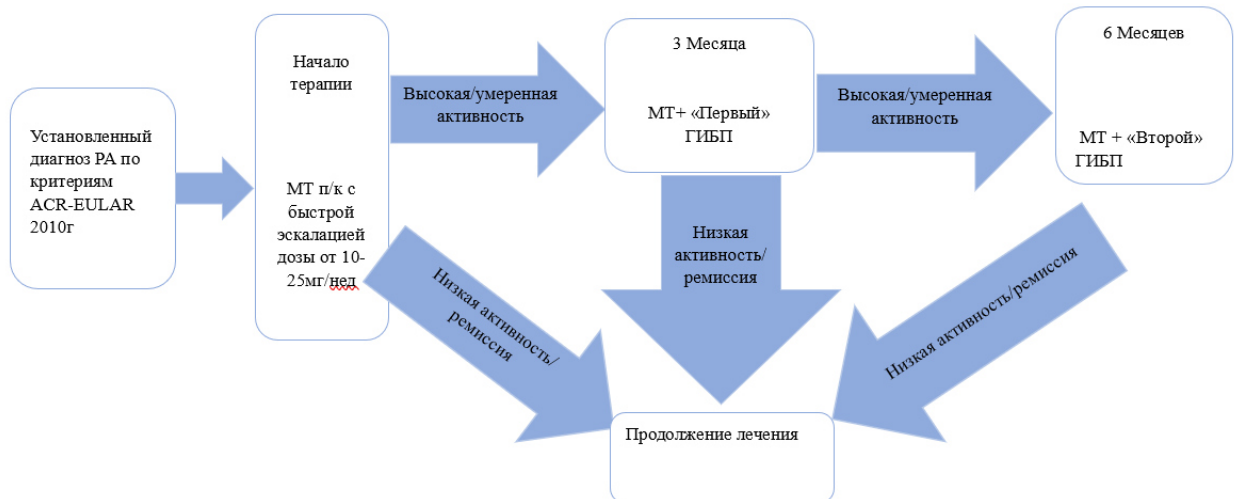 Установленный
диагноз РА по
критериям
ACR-EULAR
2010г
Начало
терапии
МТ п/к с
быстрой
эскалацией
дозы от 10-
25мг/нед
Высокая/умеренная
активность
3 Месяца
МТ+ «Первый»
ГИБП
Высокая/умеренная
активность
6 Месяцев
МТ + «Второй»
ГИБП
Низкая активность/
ремиссия
Низкая
активность/
ремиссия
Низкая активность/ремиссия
Продолжение лечения